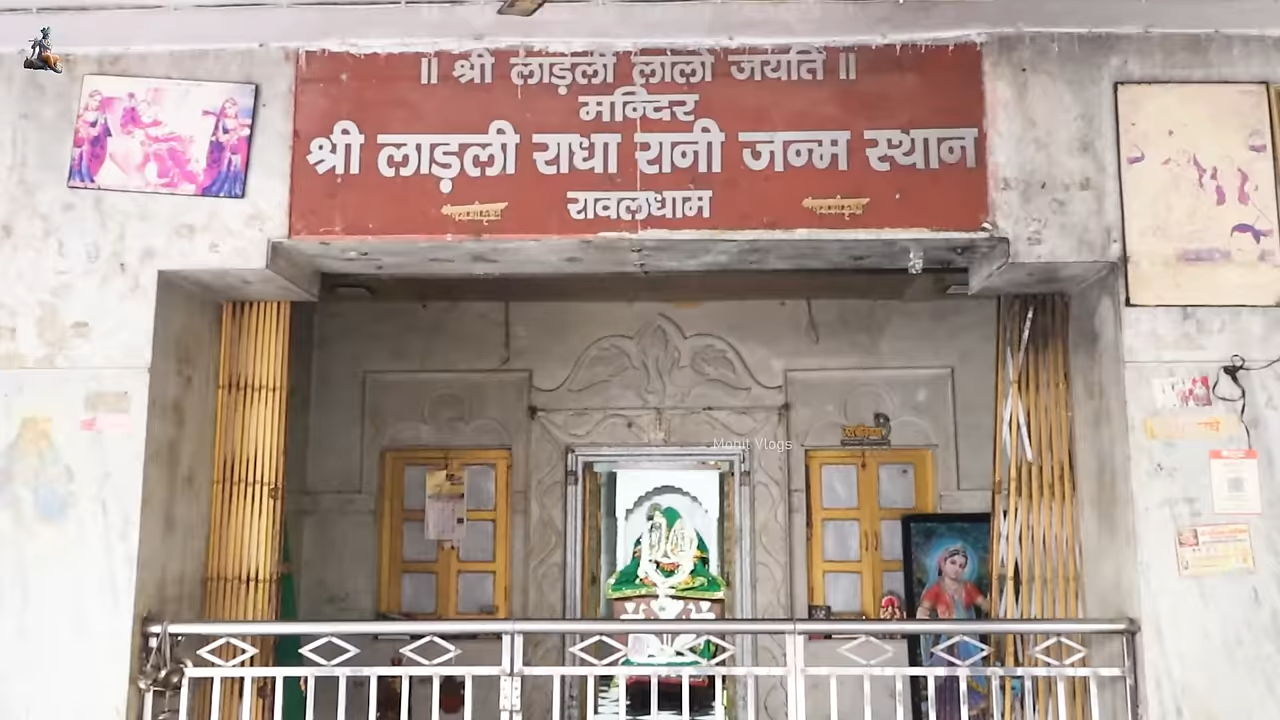 ॥ श्री लाड़ली लालो जयति ॥
मन्दिर
श्री लाड़ली राधा रानी जन्म स्थान
रावलधाम
Mohit Vlogs